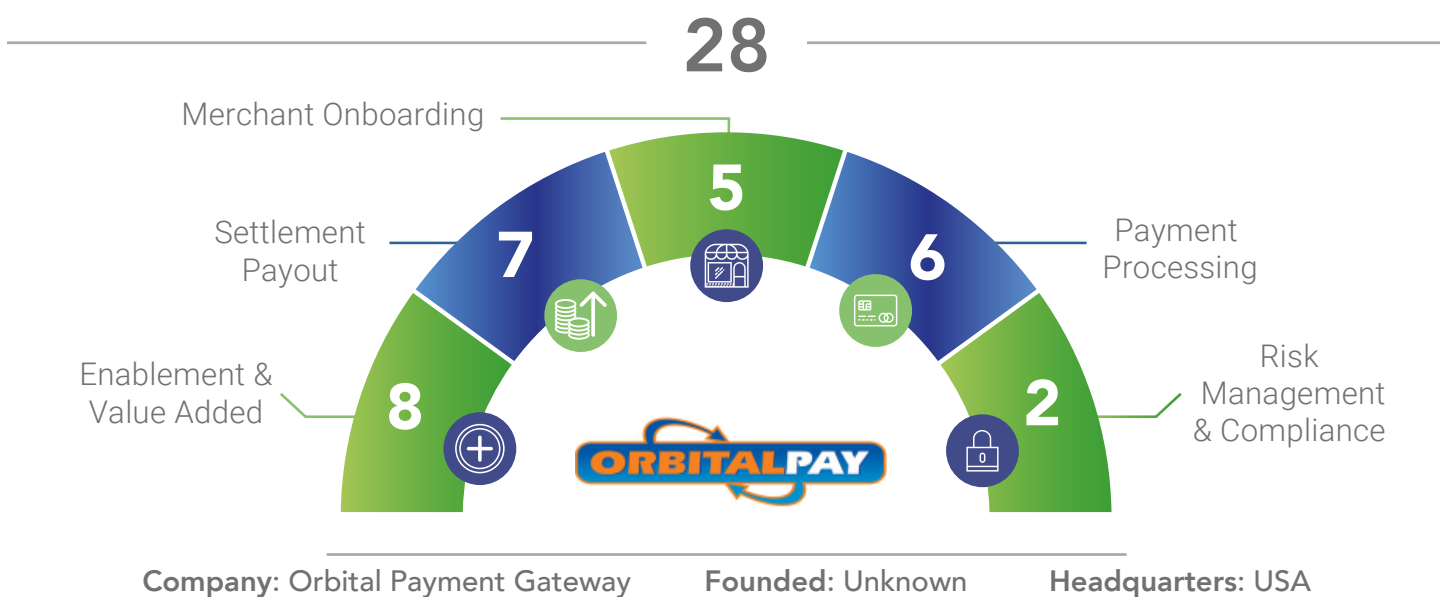 28
Merchant Onboarding
5
Settlement
Payout
7
6
Payment
Processing
Enablement &
Value Added
8
2
Risk
Management
& Compliance
0
ORBITALPAY
Company: Orbital Payment Gateway Founded: Unknown Headquarters: USA